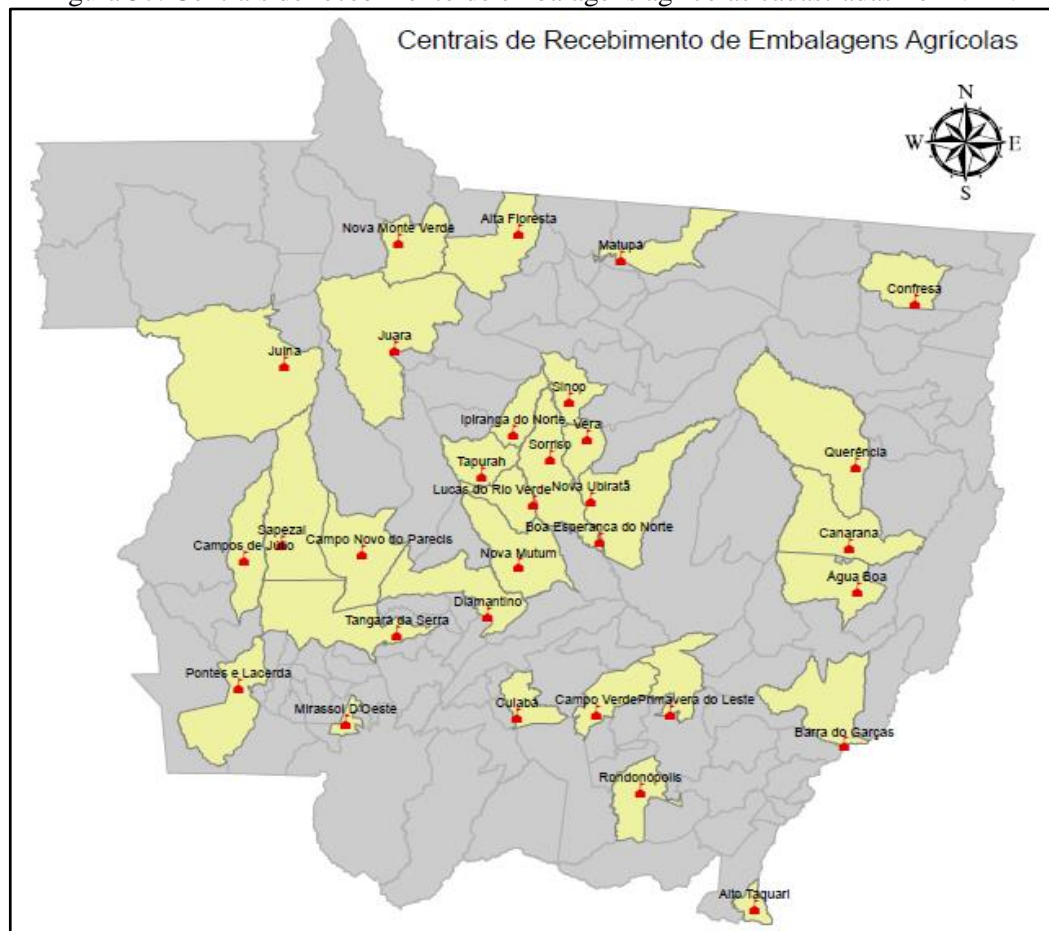 Centrais de Recebimento de Embalagens Agrícolas
N
W
E
S
Alta Floresta
Nova Monte Verde
Matupá
Confresa
Juara
Juína
Sinop
Ipiranga do Norte
Vera
Sorriso
Querência
Tapurah
Lucas do Rio Verde
Nova Ubiratã
Boa Esperança do Norte
Sapezal
Campo Novo do Parecis
Canarana
Campos de Júlio
Nova Mutum
Água Boa
Diamantino
Tangará da Serra
Pontes e Lacerda
Mirassol D'Oeste
Cuiabá
Campo Verde
Primavera do Leste
Barra do Garças
Rondonópolis
Alto Taquari